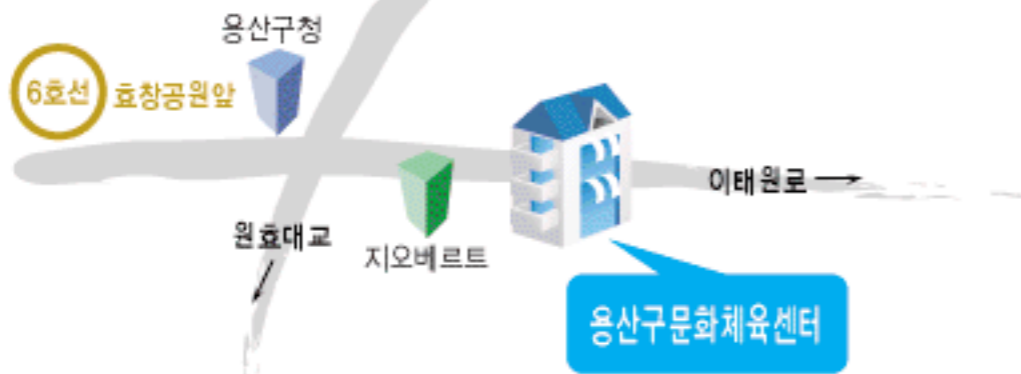 용산구청
6호선
효창공원앞
이태원로
원효대교
지오베르트
용산구문화체육센터